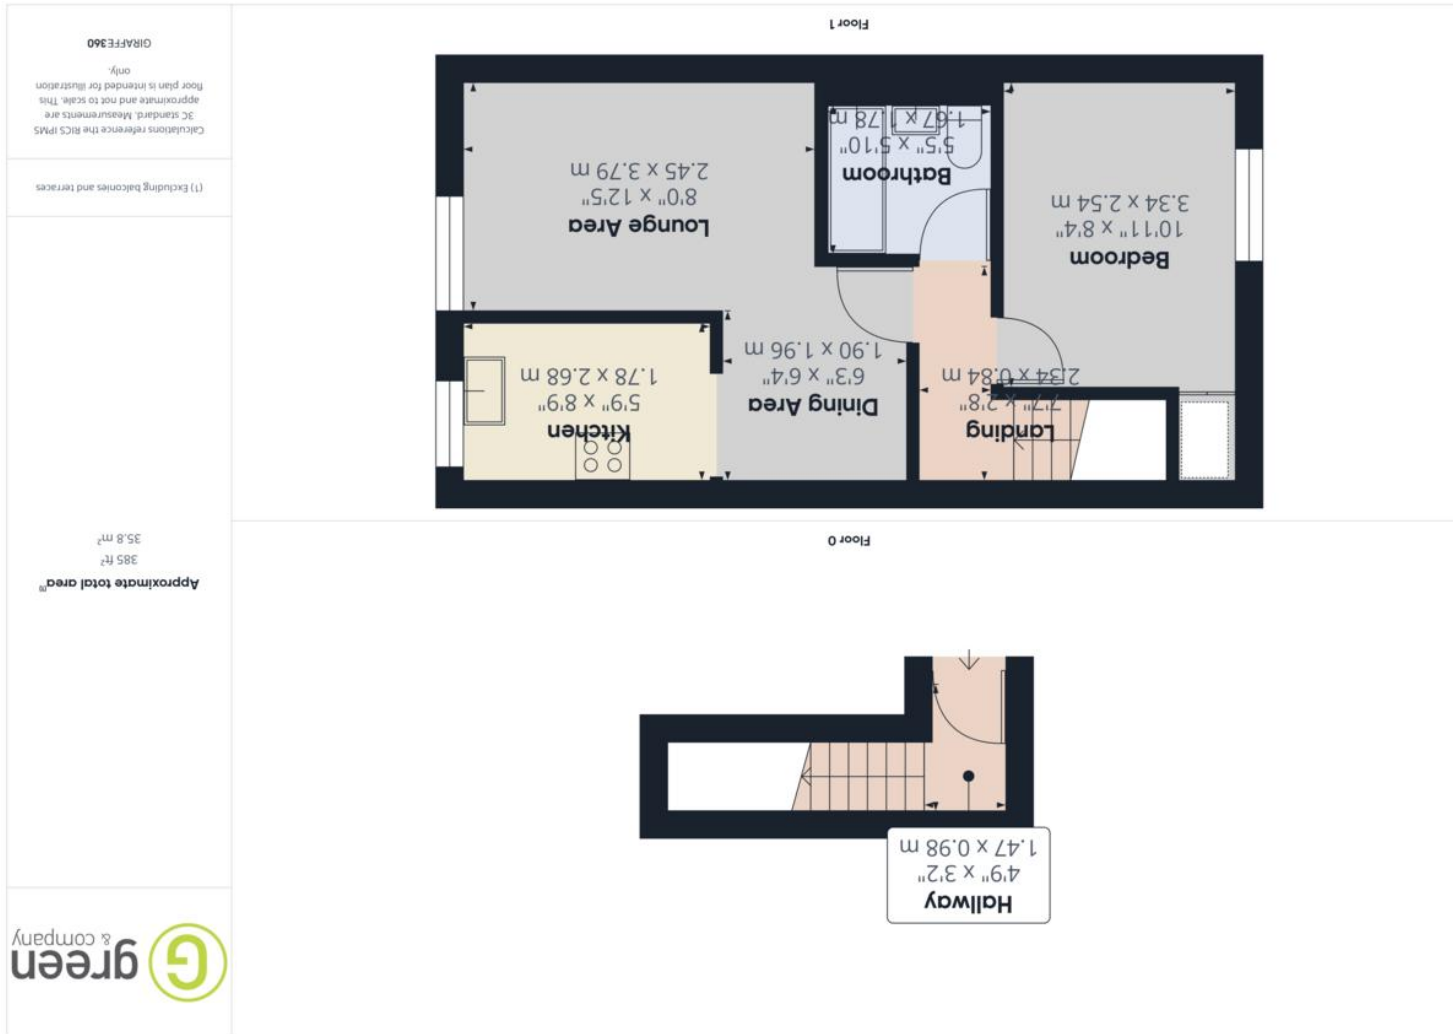 green
& company
Hallway
4'9" x 3'2"
1.47 x 0.98 m
Floor 0
Landing
7'7" x 2'8"
2.34 x 0.84 m
Dining Area
6'3" x 6'4"
1.90 x 1.96 m
Kitchen
5'9" x 8'9"
1.78 x 2.68 m
Bedroom
10'11" x 8'4"
3.34 x 2.54 m
Bathroom
5'5" x 5'10"
1.67 x 1.78 m
Lounge Area
8'0" x 12'5"
2.45 x 3.79 m
Floor 1
Approximate total area(1)
385 ft²
35.8 m²
(1) Excluding balconies and terraces
Calculations reference the RICS IPMS
3C standard. Measurements are
approximate and not to scale. This
floor plan is intended for illustration
only.
GIRAFFE360